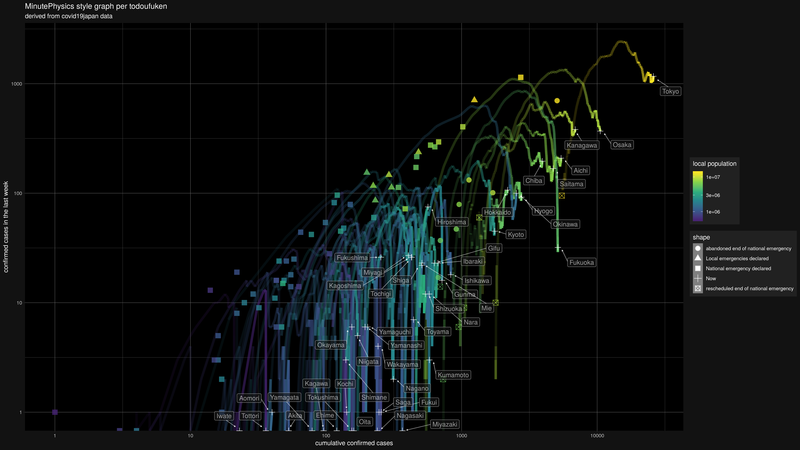 MinutePhysics style graph per todoufuken
derived from covid19japan data
confirmed cases in the last week
1000
100
10
1
Tokyo
Kanagawa
Osaka
Aichi
Chiba
Saitama
Hiroshima
Hokkaido
Hyogo
Okinawa
Kyoto
Fukushima
Gifu
Fukuoka
Miyagi
Ibaraki
Kagoshima
Shiga
Ishikawa
Tochigi
Gunma
Shizuoka
Mie
Nara
Yamaguchi
Toyama
Okayama
Yamanashi
Niigata
Wakayama
Kumamoto
Kagawa
Kochi
Nagano
Aomori
Yamagata
Tokushima
Shimane
Saga
Fukui
Iwate
Tottori
Akita
Ehime
Oita
Nagasaki
Miyazaki
1
10
100
1000
10000
cumulative confirmed cases
local population
1e+07
3e+06
1e+06
shape
abandoned end of national emergency
Local emergencies declared
National emergency declared
Now
rescheduled end of national emergency